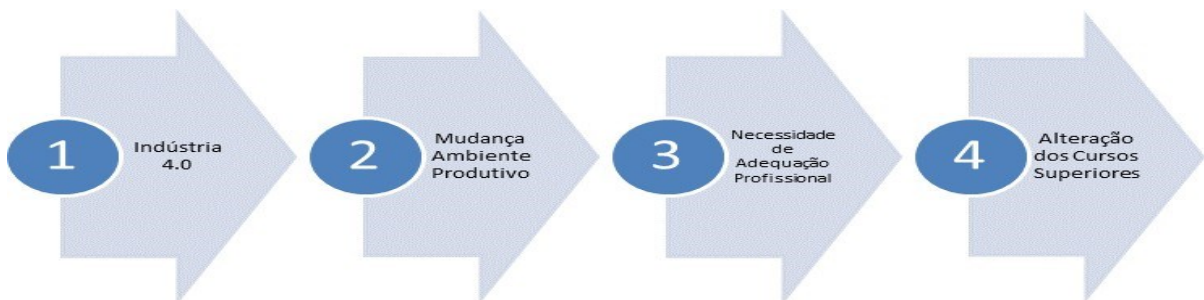 1
Indústria
4.0
2
Mudança
Ambiente
Produtivo
3
Necessidade
de
Adequação
Profissional
4
Alteração
dos Cursos
Superiores